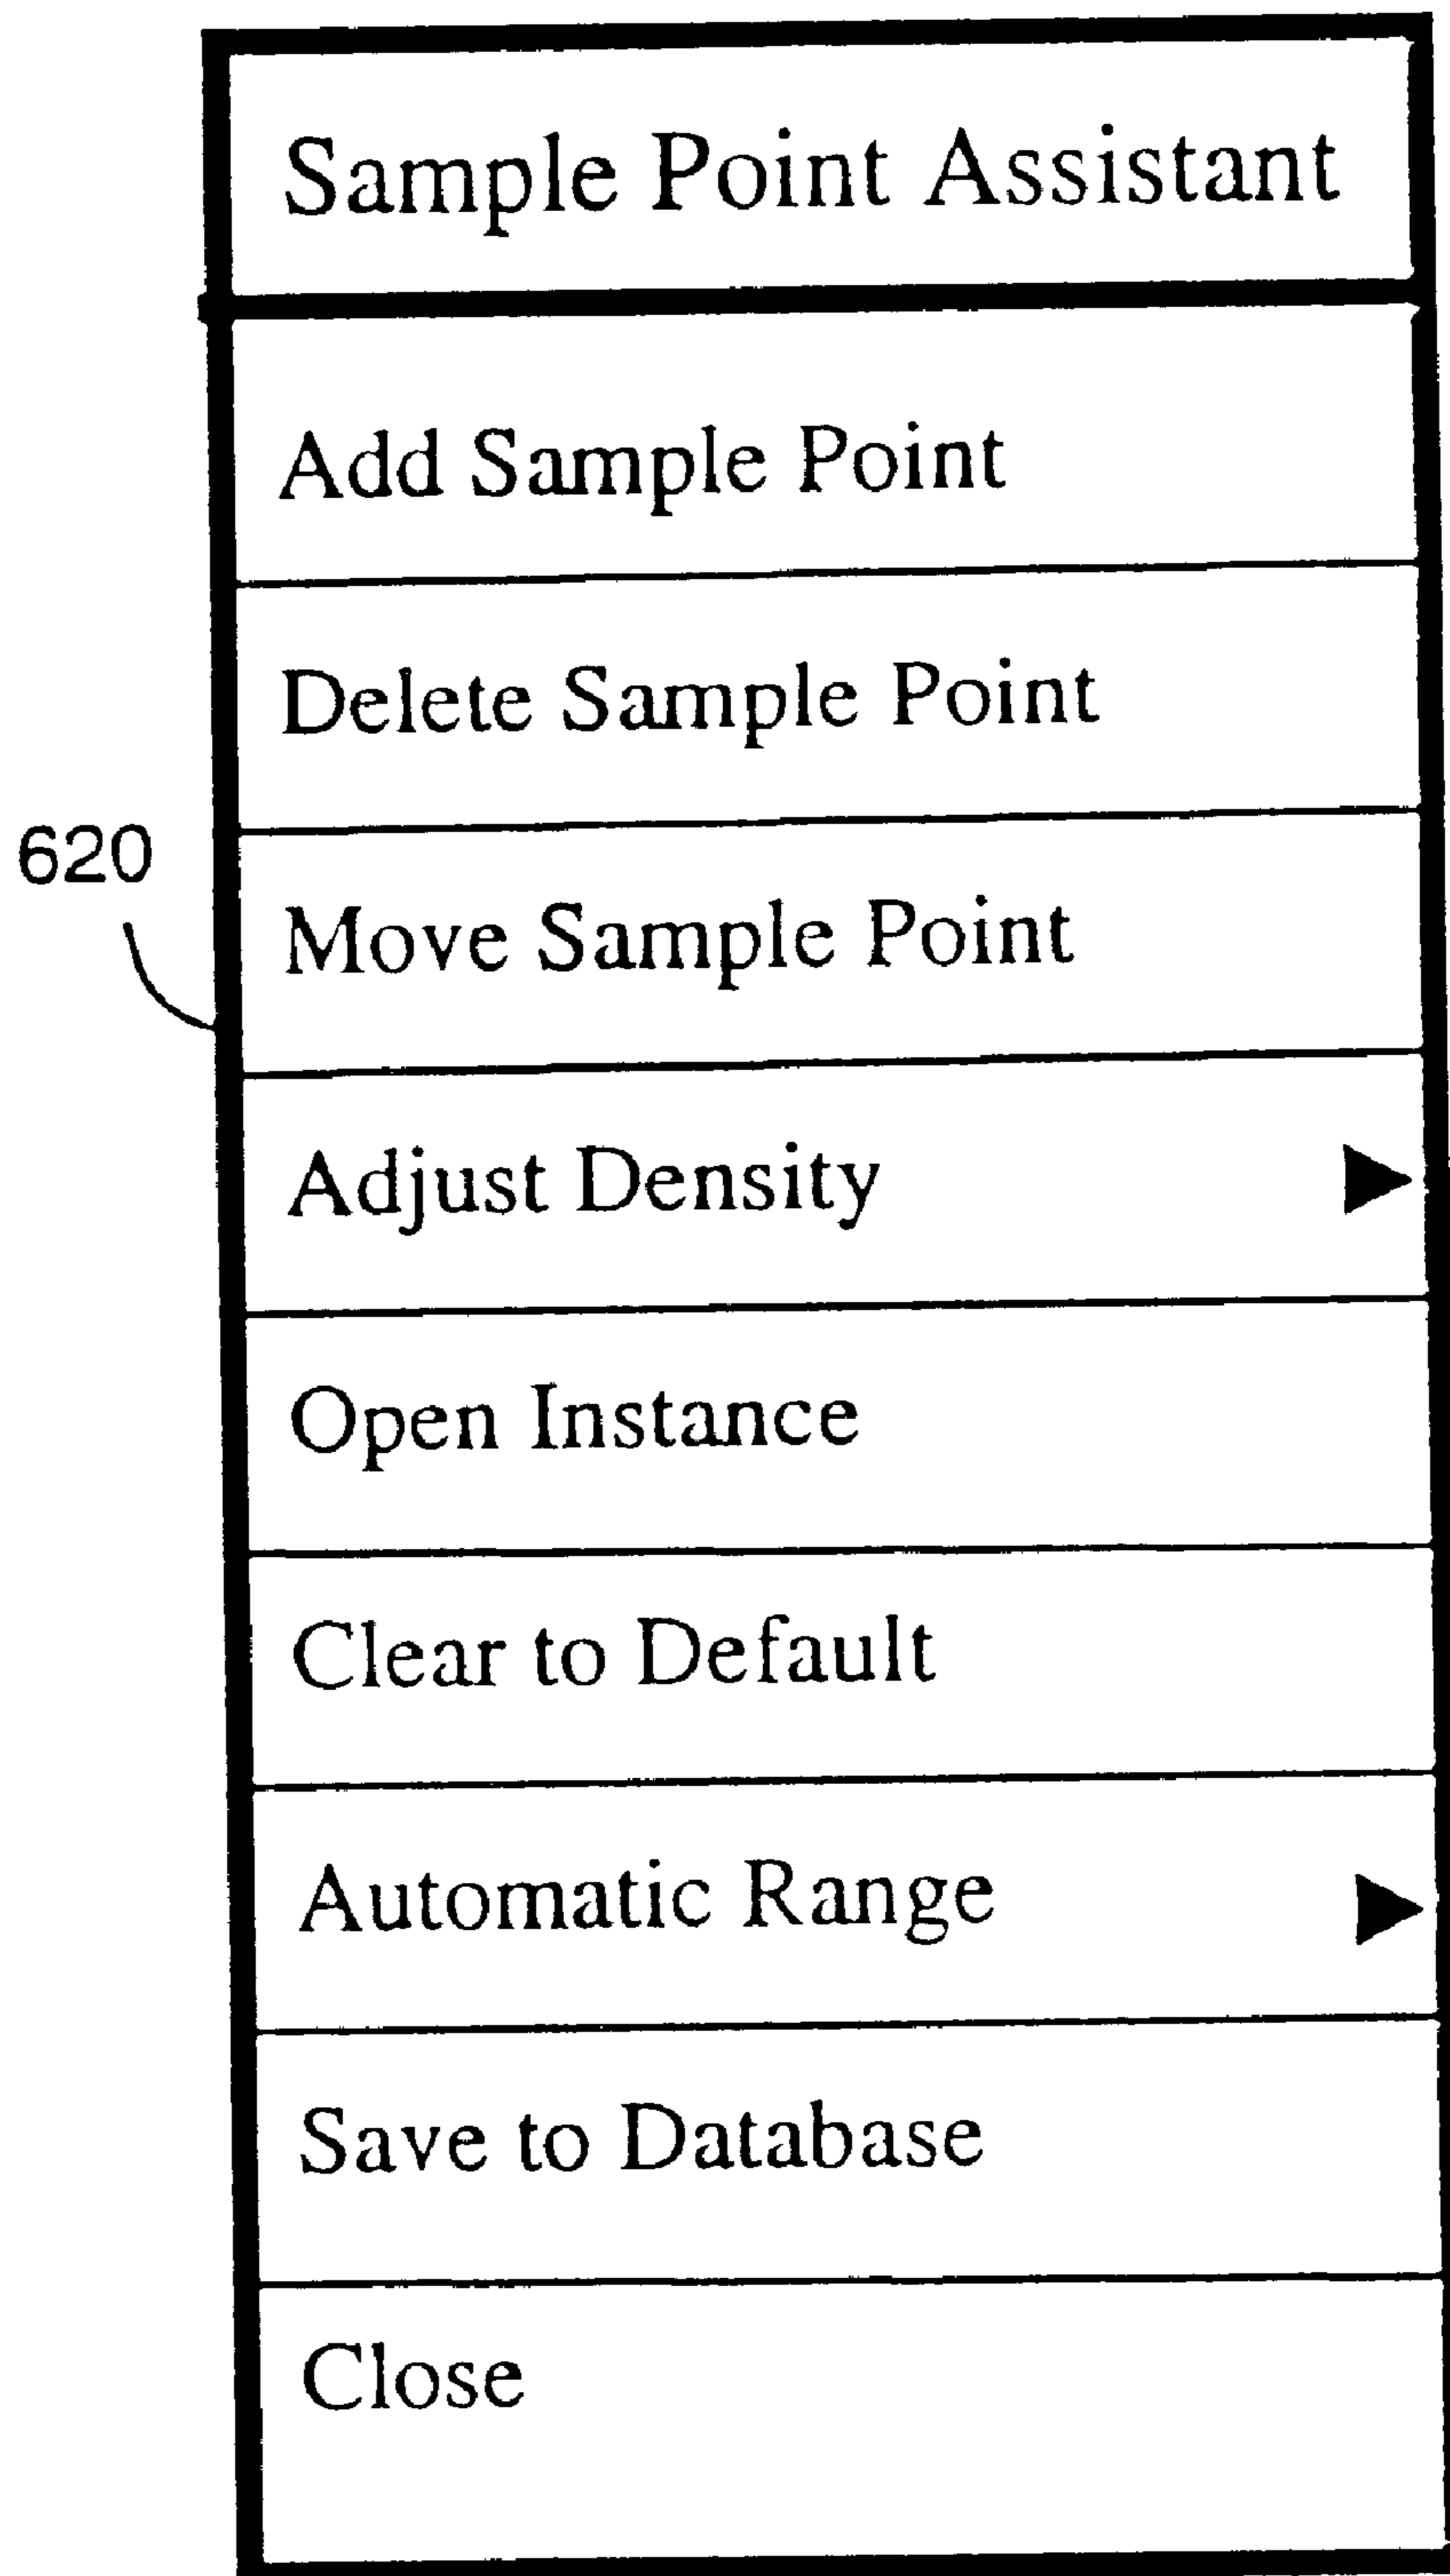 Sample Point Assistant
Add Sample Point
Delete Sample Point
620
Move Sample Point
Adjust Density
Open Instance
Clear to Default
Automatic Range
Save to Database
Close